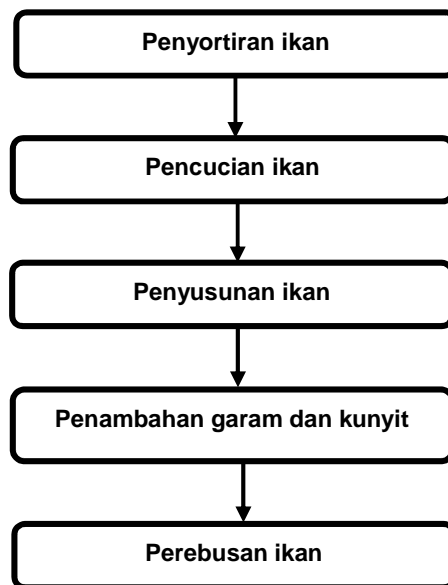 Penyortiran ikan
Pencucian ikan
Penyusunan ikan
Penambahan garam dan kunyit
Perebusan ikan